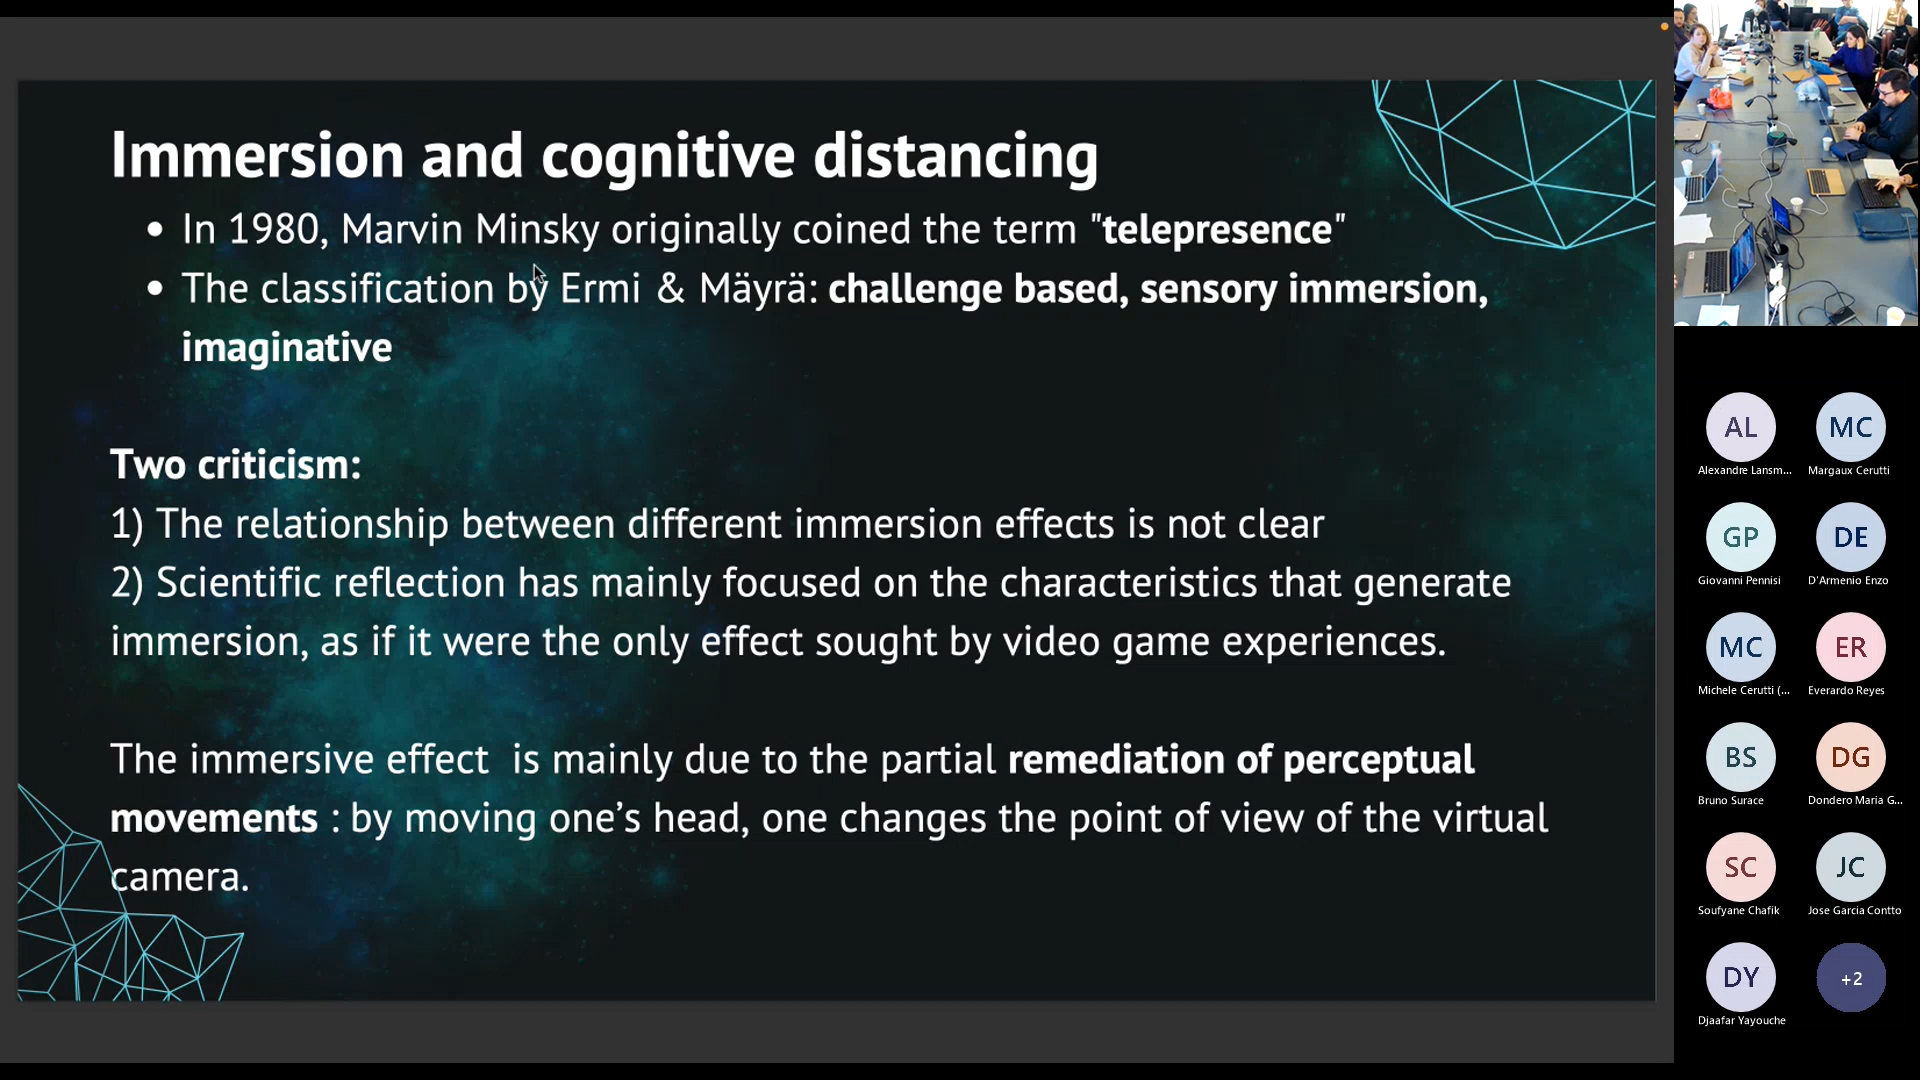 Immersion and cognitive distancing
• In 1980, Marvin Minsky originally coined the term "telepresence"
• The classification by Ermi & Mäyrä: challenge based, sensory immersion,
imaginative
Two criticism:
1) The relationship between different immersion effects is not clear
2) Scientific reflection has mainly focused on the characteristics that generate
immersion, as if it were the only effect sought by video game experiences.
The immersive effect  is mainly due to the partial remediation of perceptual
movements : by moving one’s head, one changes the point of view of the virtual
camera.
AL
MC
Alexandre Lansm...
Margaux Cerutti
GP
DE
Giovanni Pennisi
D'Armenio Enzo
MC
ER
Michele Cerutti (...
Everardo Reyes
BS
DG
Bruno Surace
Dondero Maria G...
SC
JC
Soufyane Chafik
Jose Garcia Contto
DY
+2
Djaafar Yayouche